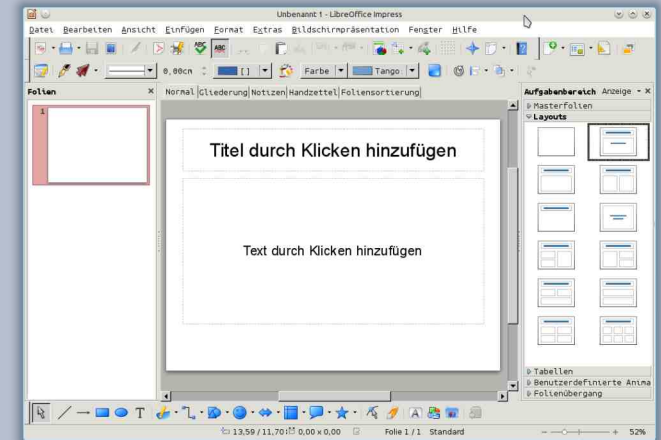 Unbenannt 1 - LibreOffice Impress
Datei Bearbeiten Ansicht Einfügen Format Extras Bildschirmpräsentation Fenster Hilfe
0,00cm Farbe Tango
Folien
Normal Gliederung Notizen Handzettel Foliensortierung
Aufgabenbereich Anzeige
1
Masterfolien
Layouts
Titel durch Klicken hinzufügen
Text durch Klicken hinzufügen
Tabellen
Benutzerdefinierte Anima
Folienübergang
13,59 / 11,70 0,00 x 0,00 Folie 1 / 1 Standard 52%